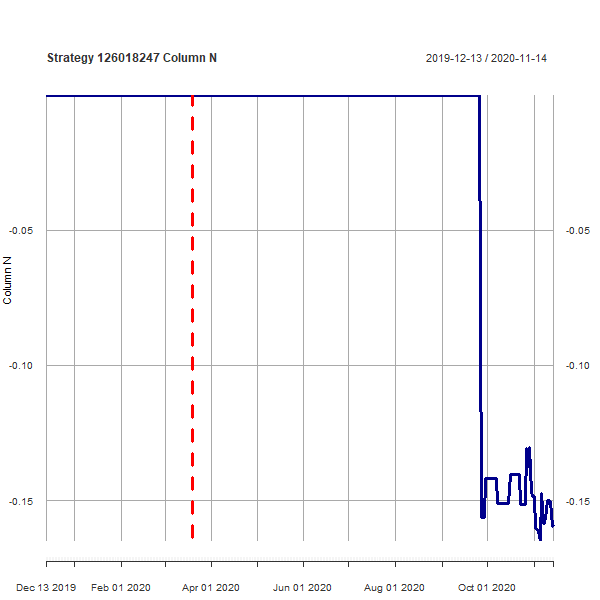 Strategy 126018247 Column N
2019-12-13 / 2020-11-14
-0.05 -0.05
Column N
-0.10 -0.10
-0.15 -0.15
Dec 13 2019 Feb 01 2020 Apr 01 2020 Jun 01 2020 Aug 01 2020 Oct 01 2020